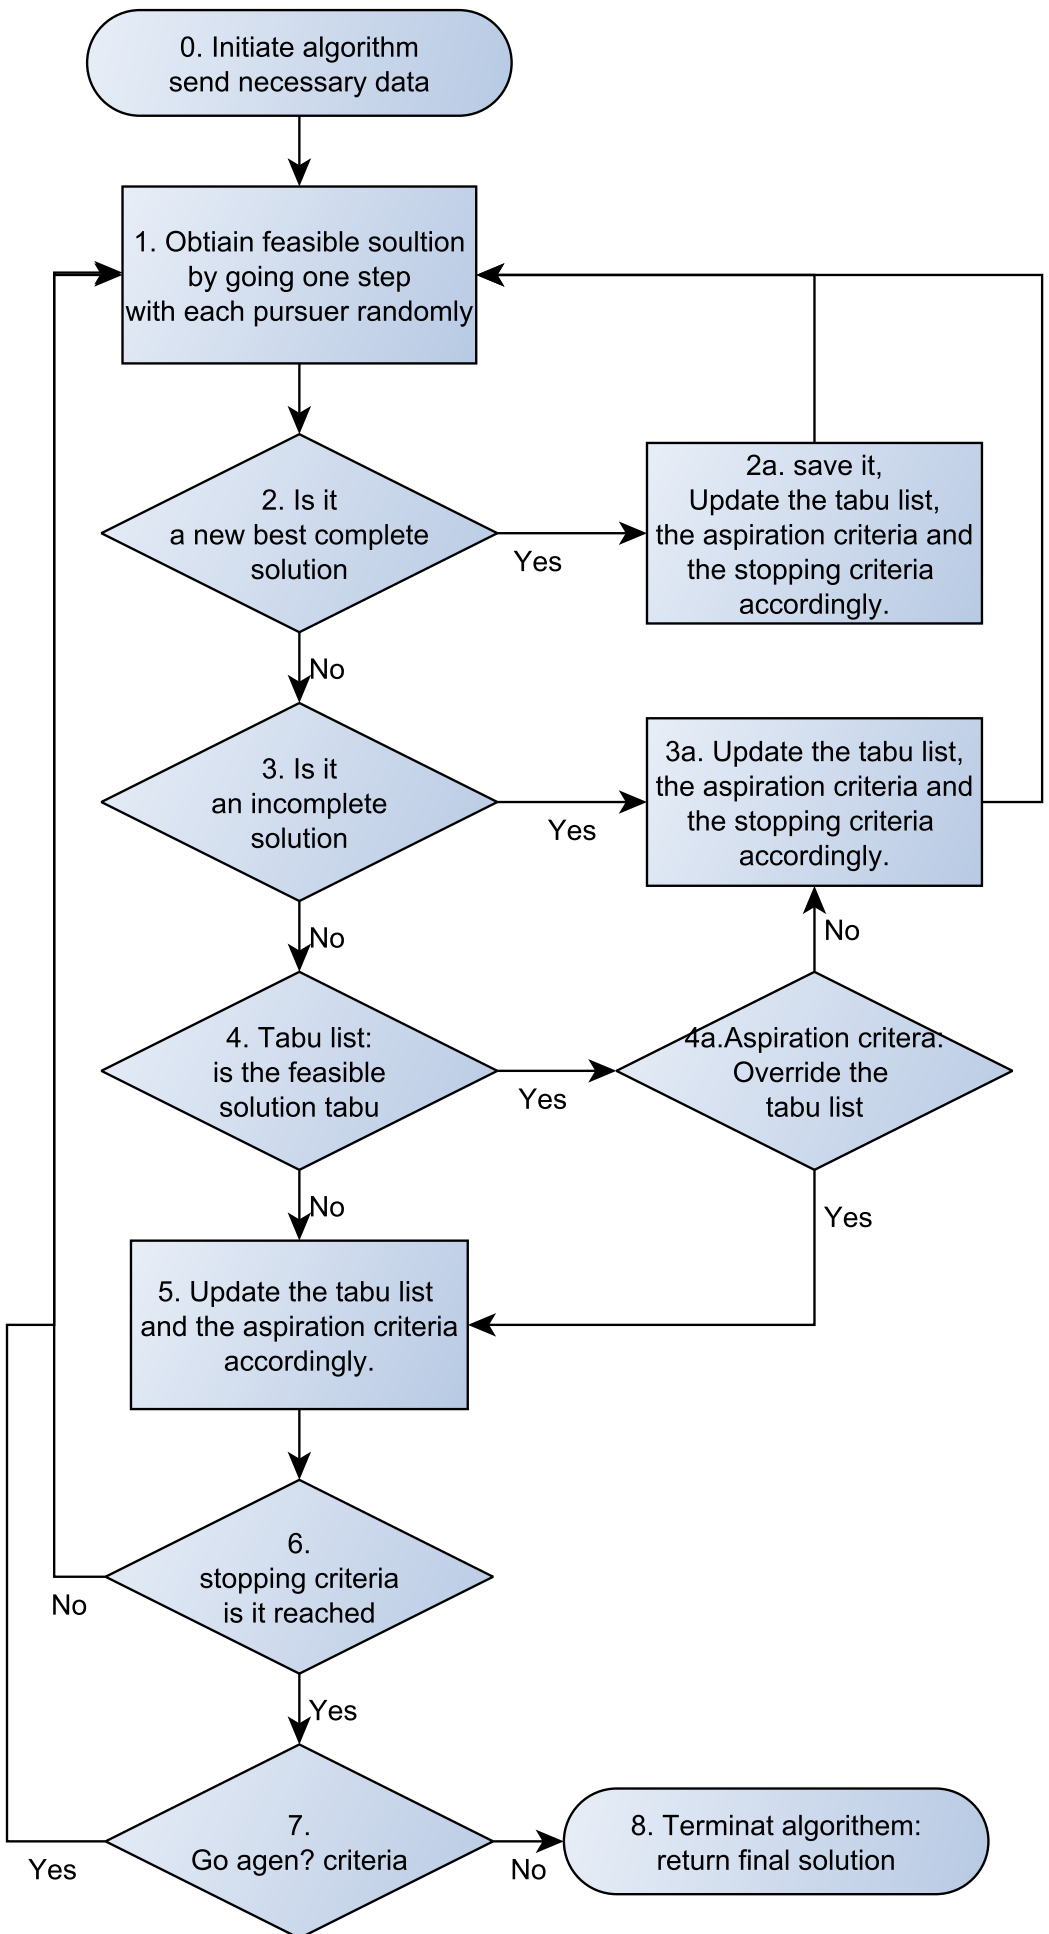 0. Initiate algorithm
send necessary data
1. Obtiain feasible soultion
by going one step
with each pursuer randomly
2. Is it
a new best complete
solution
Yes
2a. save it,
Update the tabu list,
the aspiration criteria and
the stopping criteria
accordingly.
No
3. Is it
an incomplete
solution
Yes
3a. Update the tabu list,
the aspiration criteria and
the stopping criteria
accordingly.
No
No
4. Tabu list:
is the feasible
solution tabu
Yes
4a.Aspiration critera:
Override the
tabu list
No
Yes
5. Update the tabu list
and the aspiration criteria
accordingly.
6.
stopping criteria
is it reached
No
Yes
7.
Go agen? criteria
Yes
No
8. Terminat algorithem:
return final solution